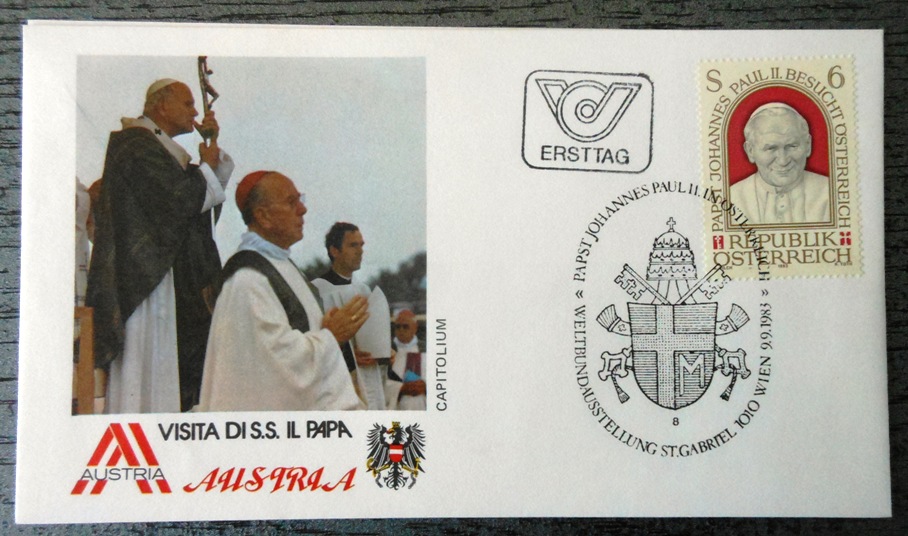 CAPITOLIUM
VISITA DI S.S. IL PAPA
AUSTRIA
AUSTRIA
ERSTTAG
S 6
PAPST JOHANNES PAUL II. BESUCHT ÖSTERREICH
REPUBLIK
ÖSTERREICH
PAPST JOHANNES PAUL II. IN ÖSTERREICH
« WELTBUNDAUSSTELLUNG ST. GABRIEL 1010 WIEN 9.9.1983 »
M
8